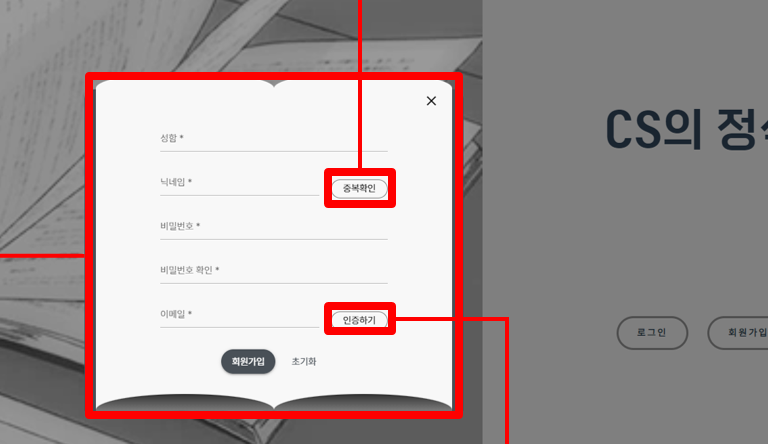 성함 *
닉네임 *
중복확인
비밀번호 *
비밀번호 확인 *
이메일 *
인증하기
회원가입
초기화
CS의 정
로그인
회원가입